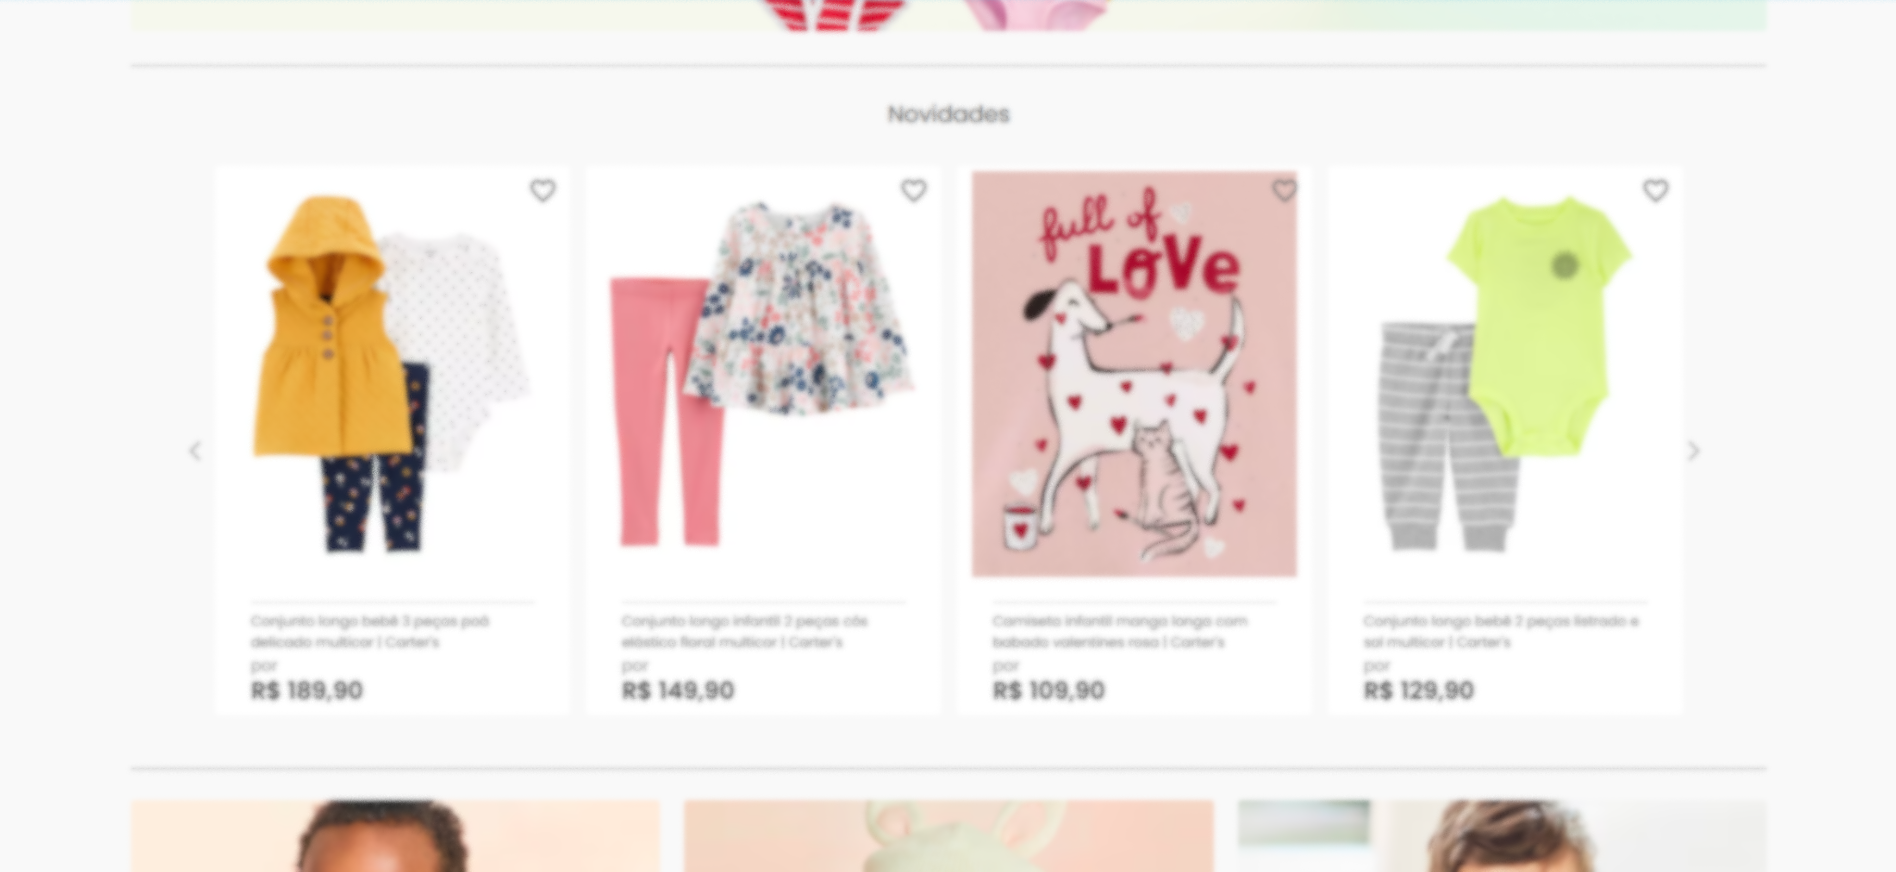 Novidades
full of
LOVe
Conjunto longo bebê 3 peças poá
delicado multicor | Carter's
por
R$ 189,90
Conjunto longo infantil 2 peças cós
elástico floral multicor | Carter's
por
R$ 149,90
Camiseta infantil manga longa com
babado valentines rosa | Carter's
por
R$ 109,90
Conjunto longo bebê 2 peças listrado e
sol multicor | Carter's
por
R$ 129,90